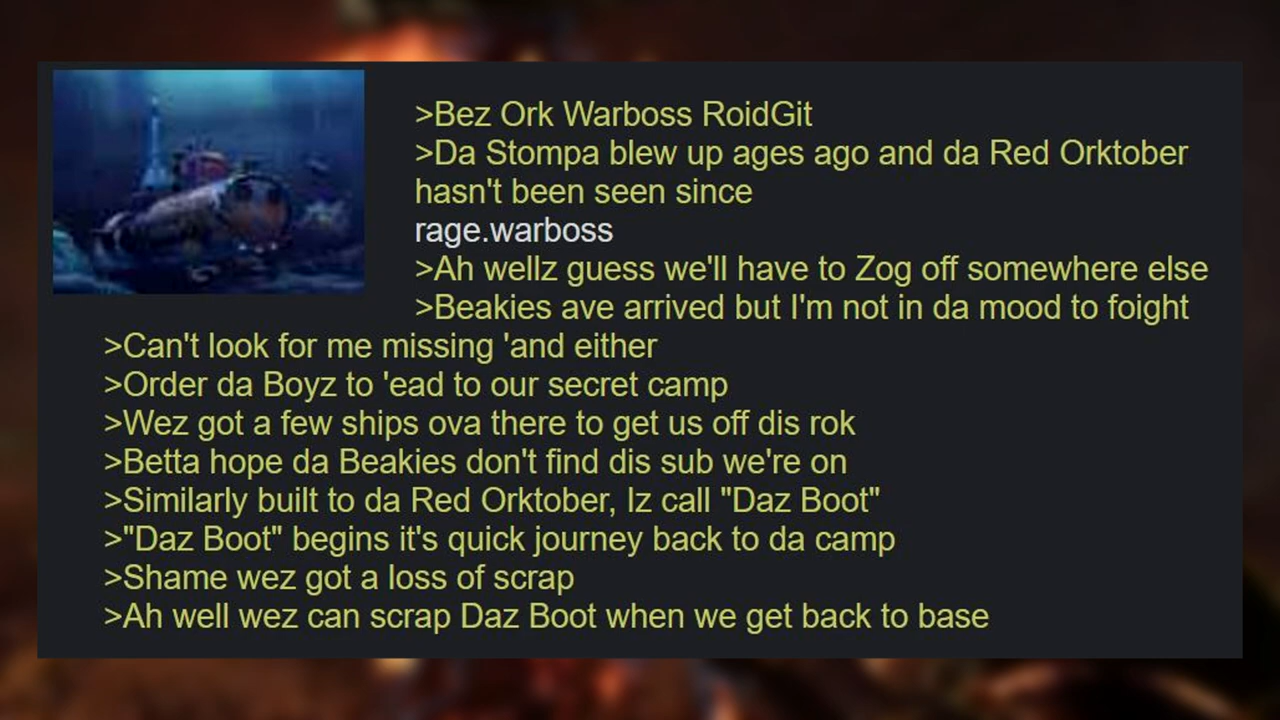 >Bez Ork Warboss RoidGit
>Da Stompa blew up ages ago and da Red Orktober
hasn't been seen since
rage.warboss
>Ah wellz guess we'll have to Zog off somewhere else
>Beakies ave arrived but I'm not in da mood to foight
>Can't look for me missing 'and either
>Order da Boyz to 'ead to our secret camp
>Wez got a few ships ova there to get us off dis rok
>Betta hope da Beakies don't find dis sub we're on
>Similarly built to da Red Orktober, Iz call "Daz Boot"
>"Daz Boot" begins it's quick journey back to da camp
>Shame wez got a loss of scrap
>Ah well wez can scrap Daz Boot when we get back to base